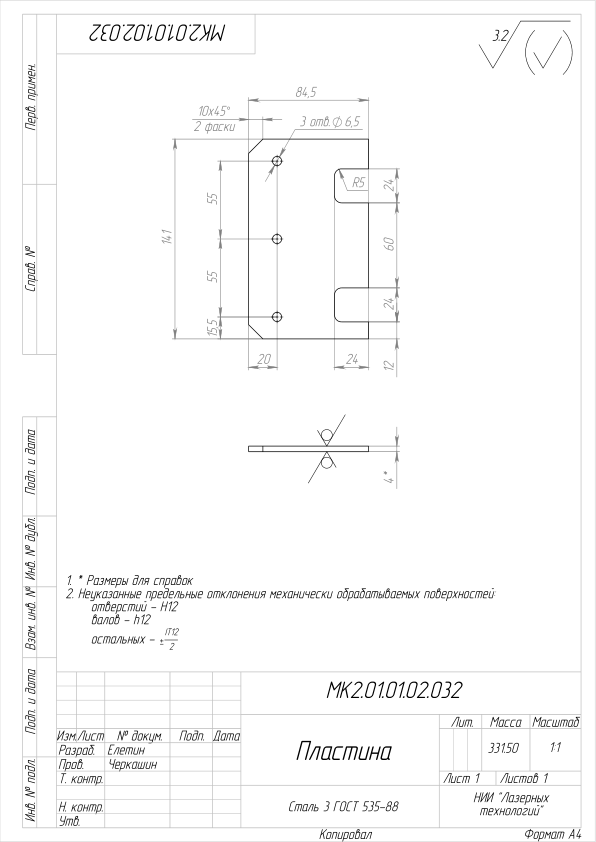 МК2.01.01.02.032
3.2
Перв. примен.
Справ. №
Подп. и дата
Инв. № дубл.
Взам. инв. №
Подп. и дата
Инв. № подл.
84,5
10x45°
2 фаски
3 отв.Ø 6,5
R5
24
55
141
60
55
24
15,5
20
24
12
4*
1. * Размеры для справок
2. Неуказанные предельные отклонения механически обрабатываемых поверхностей:
отверстий – H12
валов – h12
остальных – ± IT12/2
МК2.01.01.02.032
Лит. Масса Масштаб
Изм. Лист № докум. Подп. Дата
Разраб. Елетин
Пластина
331.50 1:1
Пров. Черкашин
Т. контр.
Лист 1 Листов 1
Н. контр.
Сталь 3 ГОСТ 535-88
НИИ "Лазерных
технологий"
Утв.
Копировал Формат А4